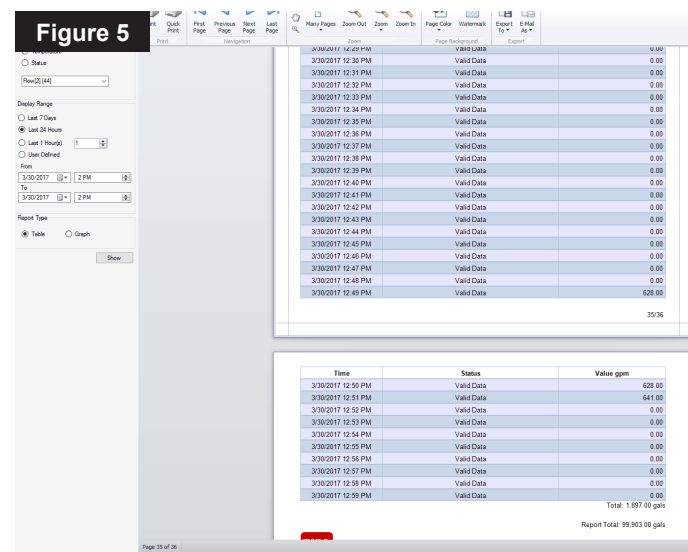 Figure 5
Quick Print
First Page
Previous Page
Next Page
Last Page
Many Pages
Zoom Out
Zoom
Zoom In
Page Color
Watermark
Export To
E-Mail As
Print
Navigation
Zoom
Page Background
Export
Status
Flow[2] [44]
Display Range
Last 7 Days
Last 24 Hours
Last 1 Hour(s) 1
User Defined
From
3/30/2017 2 PM
To
3/30/2017 2 PM
Report Type
Table Graph
Show
3/30/2017 12:29 PM Valid Data 0.00
3/30/2017 12:30 PM Valid Data 0.00
3/30/2017 12:31 PM Valid Data 0.00
3/30/2017 12:32 PM Valid Data 0.00
3/30/2017 12:33 PM Valid Data 0.00
3/30/2017 12:34 PM Valid Data 0.00
3/30/2017 12:35 PM Valid Data 0.00
3/30/2017 12:36 PM Valid Data 0.00
3/30/2017 12:37 PM Valid Data 0.00
3/30/2017 12:38 PM Valid Data 0.00
3/30/2017 12:39 PM Valid Data 0.00
3/30/2017 12:40 PM Valid Data 0.00
3/30/2017 12:41 PM Valid Data 0.00
3/30/2017 12:42 PM Valid Data 0.00
3/30/2017 12:43 PM Valid Data 0.00
3/30/2017 12:44 PM Valid Data 0.00
3/30/2017 12:45 PM Valid Data 0.00
3/30/2017 12:46 PM Valid Data 0.00
3/30/2017 12:47 PM Valid Data 0.00
3/30/2017 12:48 PM Valid Data 0.00
3/30/2017 12:49 PM Valid Data 628.00
35/36
Time Status Value gpm
3/30/2017 12:50 PM Valid Data 628.00
3/30/2017 12:51 PM Valid Data 641.00
3/30/2017 12:52 PM Valid Data 0.00
3/30/2017 12:53 PM Valid Data 0.00
3/30/2017 12:54 PM Valid Data 0.00
3/30/2017 12:55 PM Valid Data 0.00
3/30/2017 12:56 PM Valid Data 0.00
3/30/2017 12:57 PM Valid Data 0.00
3/30/2017 12:58 PM Valid Data 0.00
3/30/2017 12:59 PM Valid Data 0.00
Total: 1,897.00 gals
Report Total: 99,903.00 gals
Page 35 of 36